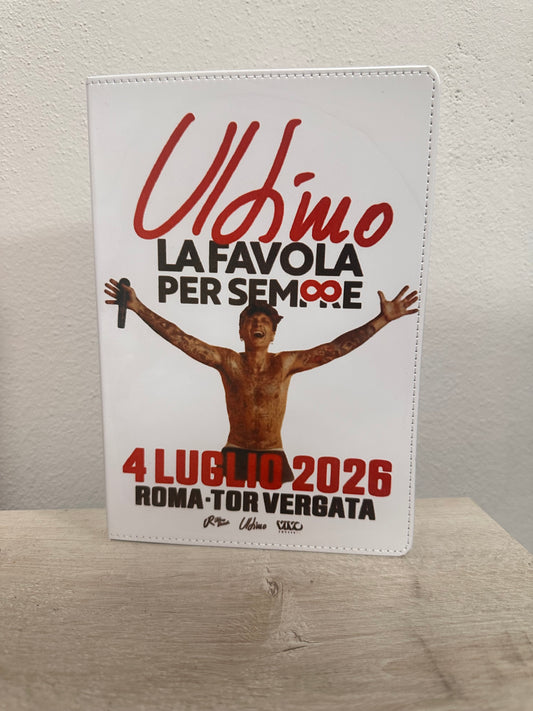 Ultimo
LA FAVOLA
PER SEMPRE
4 LUGLIO 2026
ROMA-TOR VERGATA
Ultimo
VIVO